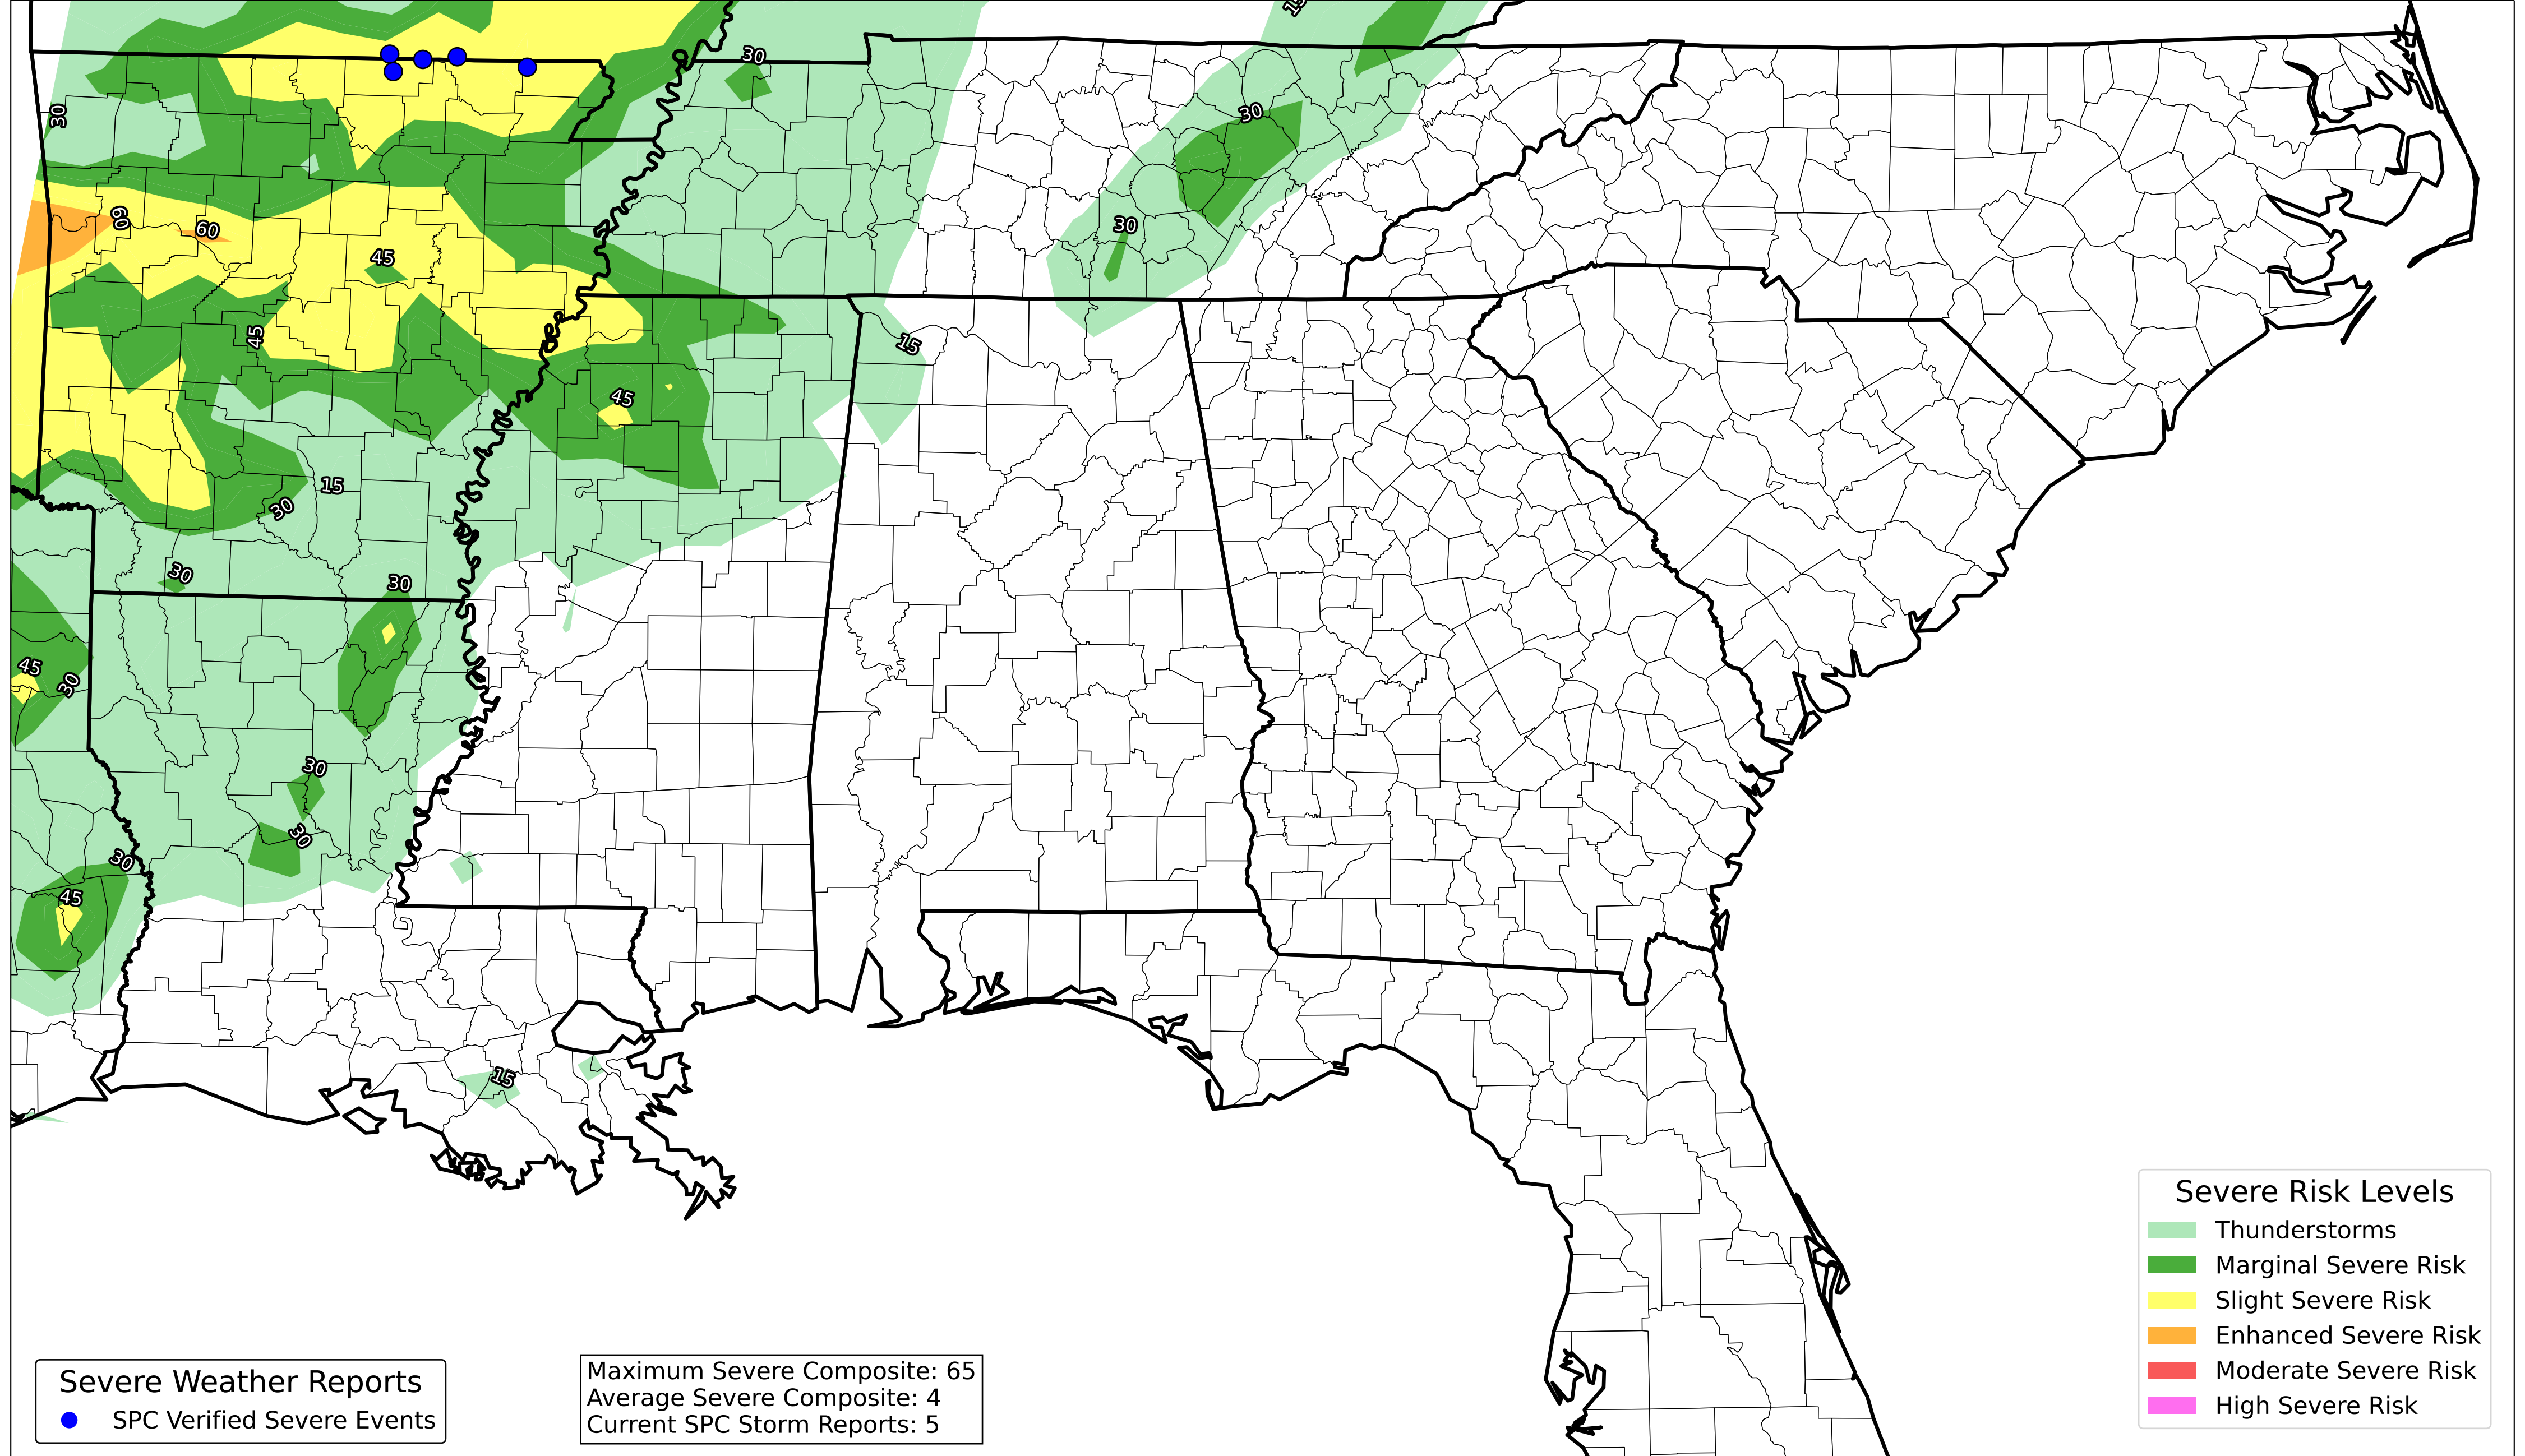 15
30
30
30
60
60
30
45
45
15
45
15
30
30
30
45
30
30
30
30
45
15
Severe Risk Levels
Thunderstorms
Marginal Severe Risk
Slight Severe Risk
Enhanced Severe Risk
Moderate Severe Risk
High Severe Risk
Severe Weather Reports
SPC Verified Severe Events
Maximum Severe Composite: 65
Average Severe Composite: 4
Current SPC Storm Reports: 5